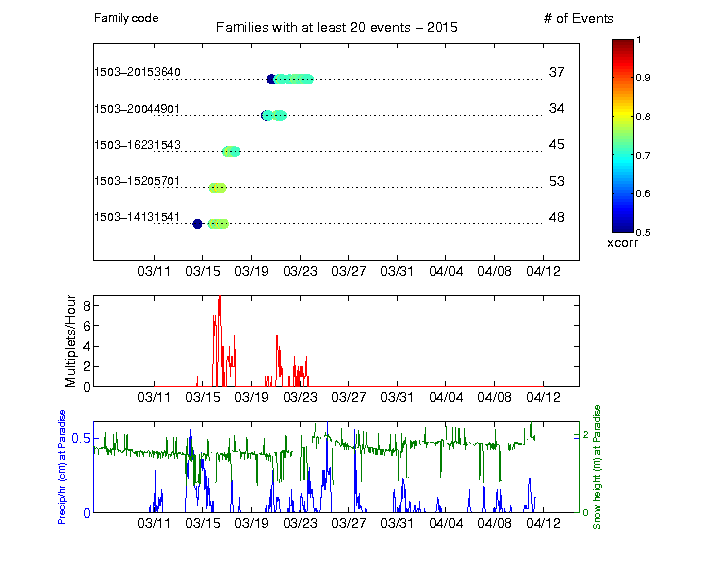 Family code
Families with at least 20 events – 2015
# of Events
1503–20153640 37
1503–20044901 34
1503–16231543 45
1503–15205701 53
1503–14131541 48
03/11 03/15 03/19 03/23 03/27 03/31 04/04 04/08 04/12
1
0.9
0.8
0.7
0.6
0.5
xcorr
Multiplets/Hour
8
6
4
2
0
03/11 03/15 03/19 03/23 03/27 03/31 04/04 04/08 04/12
Precip/hr (cm) at Paradise
0.5
0
2
0
Snow height (m) at Paradise
03/11 03/15 03/19 03/23 03/27 03/31 04/04 04/08 04/12